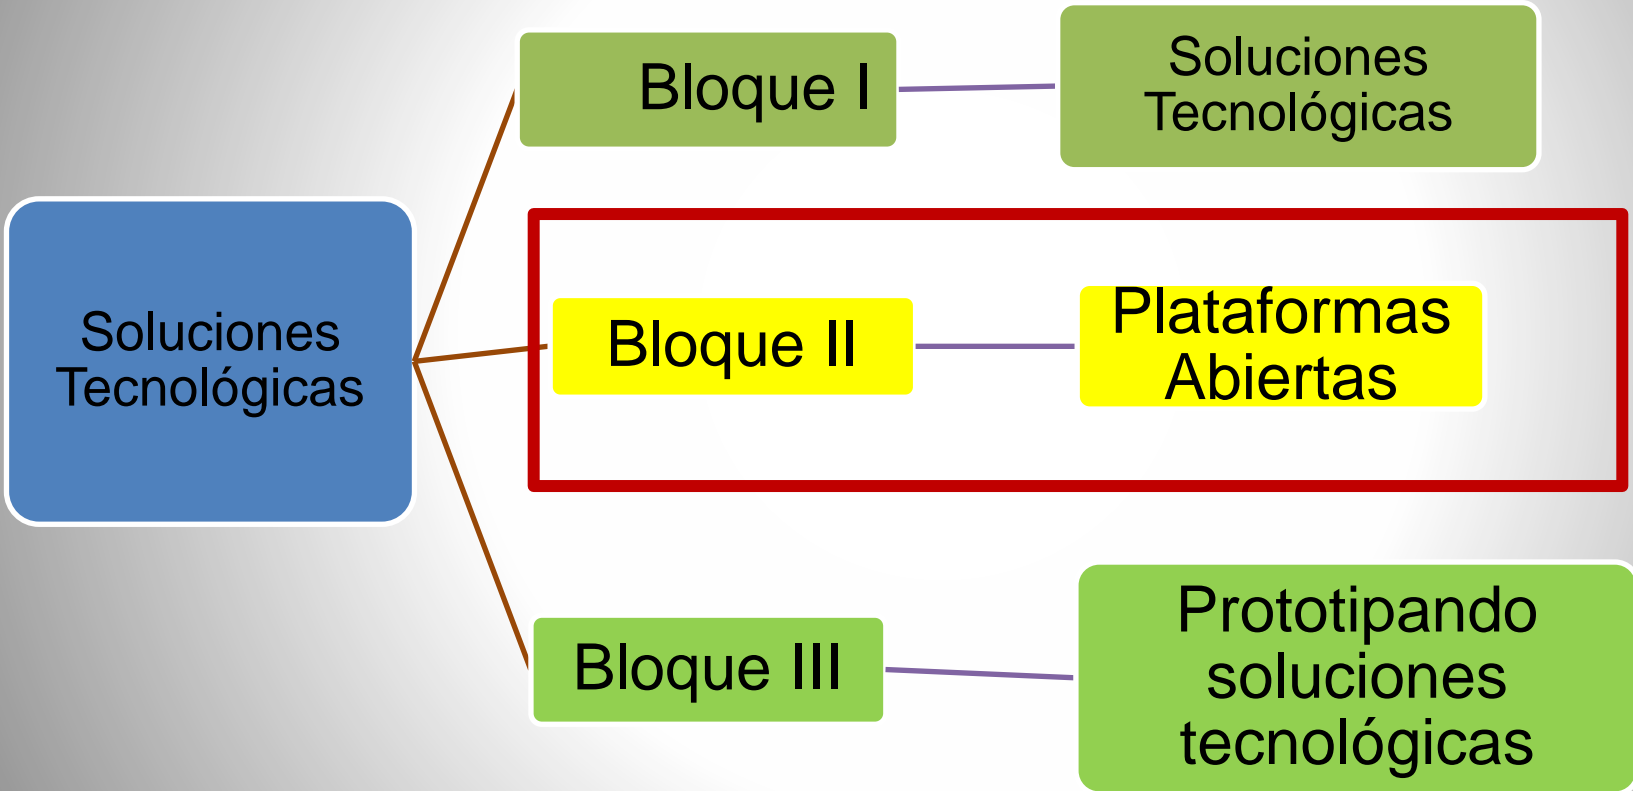 Soluciones
Tecnológicas
Bloque I
Soluciones
Tecnológicas
Bloque II
Plataformas
Abiertas
Bloque III
Prototipando
soluciones
tecnológicas